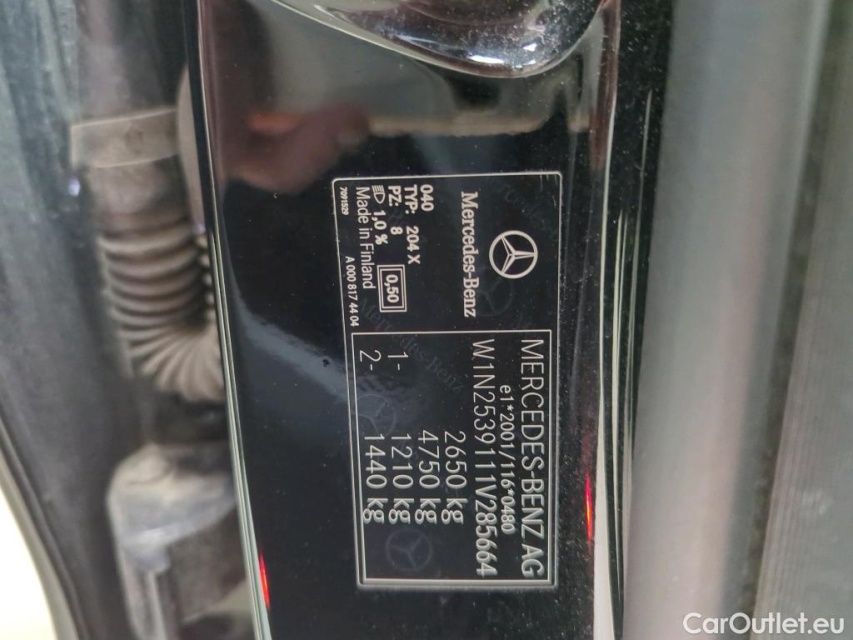 Mercedes-Benz
040
TYP: 204 X
PZ: 8
1,0 %
0,50
Made in Finland
7091529
A 000 817 44 04
MERCEDES-BENZ AG
e1*2001/116*0480
W1N2539111V285664
2650 kg
4750 kg
1- 1210 kg
2- 1440 kg
CarOutlet.eu